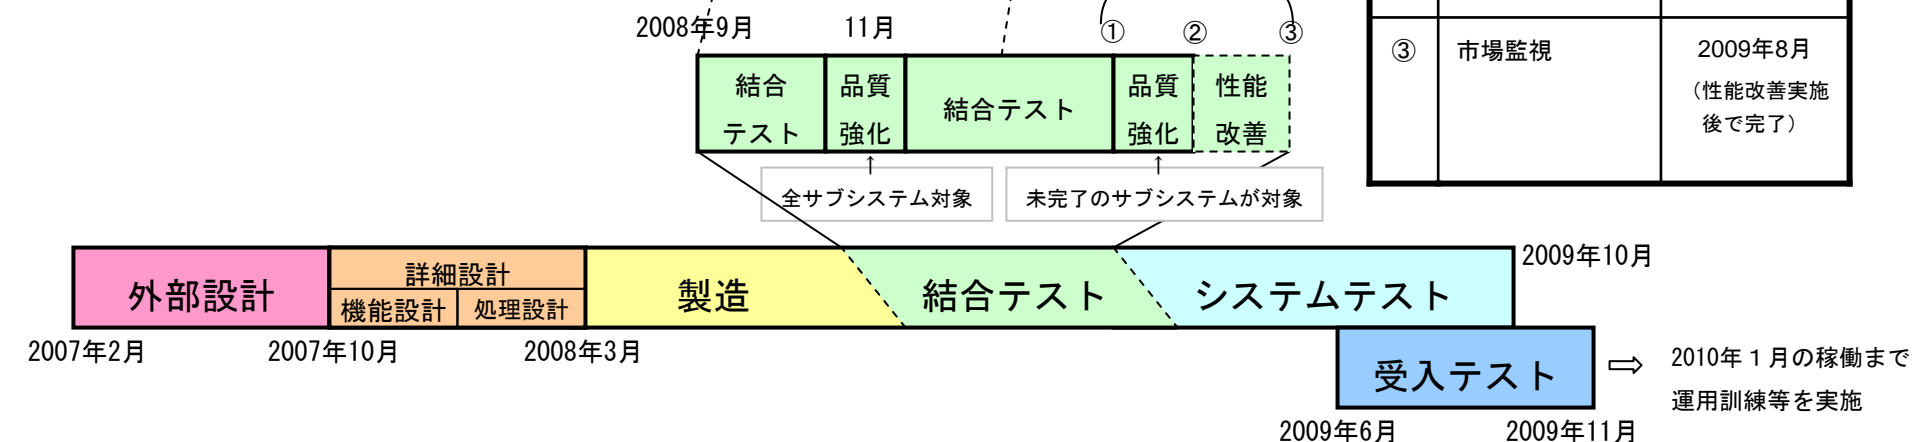 2008年9月
11月
①
②
③
結合
テスト
品質
強化
結合テスト
品質
強化
性能
改善
↑
全サブシステム対象
↑
未完了のサブシステムが対象
③
市場監視
2009年8月
（性能改善実施
後で完了）
外部設計
詳細設計
機能設計
処理設計
製造
結合テスト
システムテスト
2009年10月
2007年2月
2007年10月
2008年3月
受入テスト
⇨
2010年１月の稼働まで
運用訓練等を実施
2009年6月
2009年11月